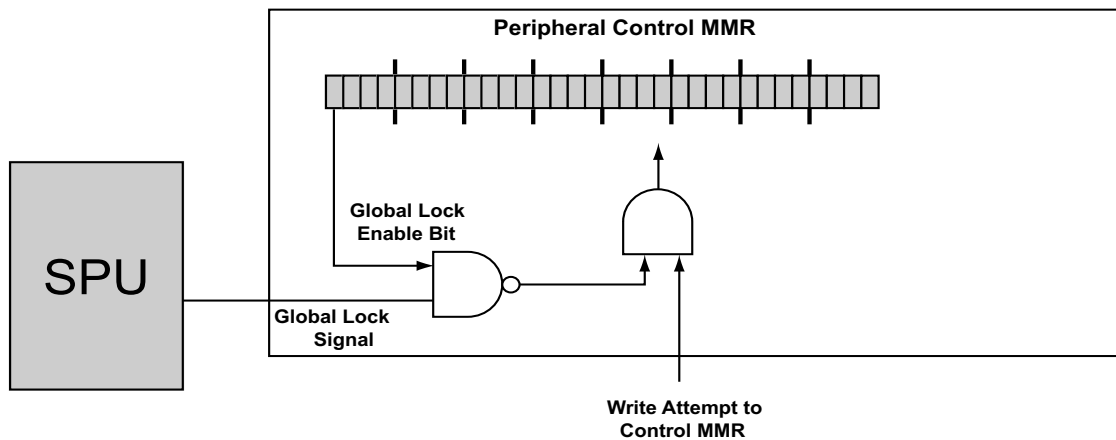 Peripheral Control MMR
Global Lock
Enable Bit
SPU
Global Lock
Signal
Write Attempt to
Control MMR